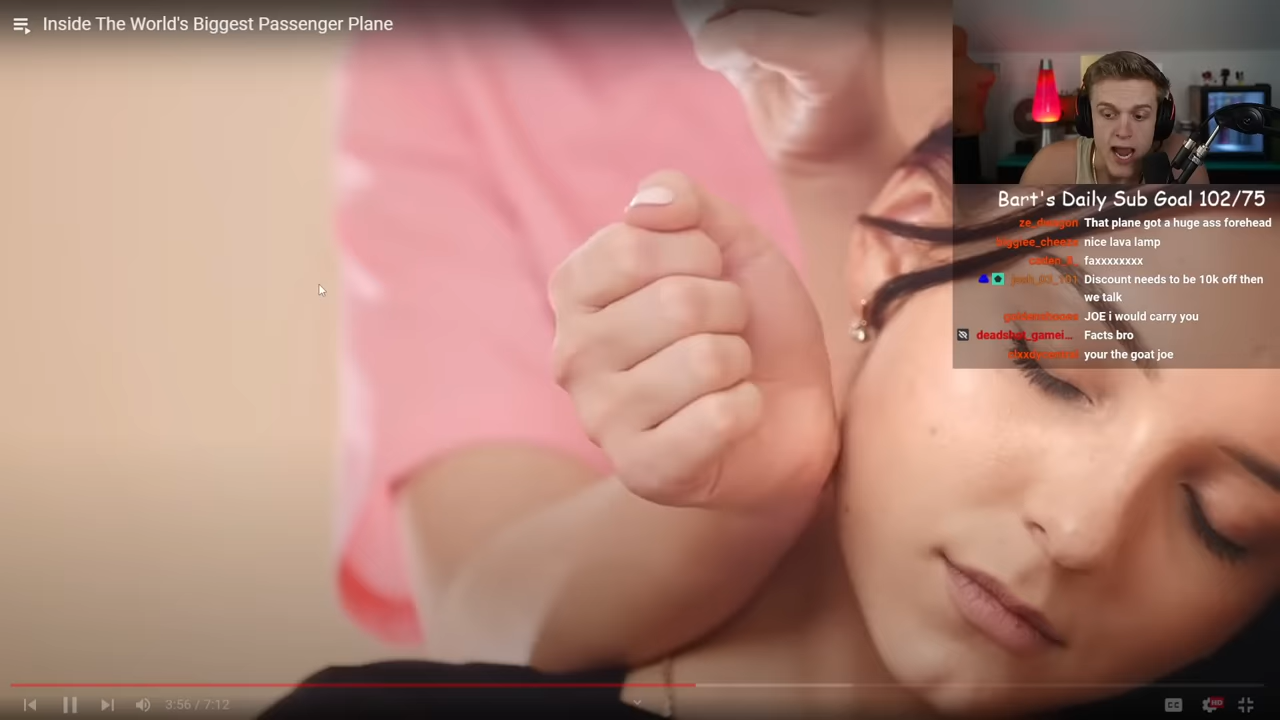 Inside The World's Biggest Passenger Plane
Bart's Daily Sub Goal 102/75
That plane got a huge ass forehead
nice lava lamp
faxxxxxxxx
Discount needs to be 10k off then
we talk
JOE i would carry you
deadshot_gamei... Facts bro
your the goat joe
3:56 / 7:12
CC
HD